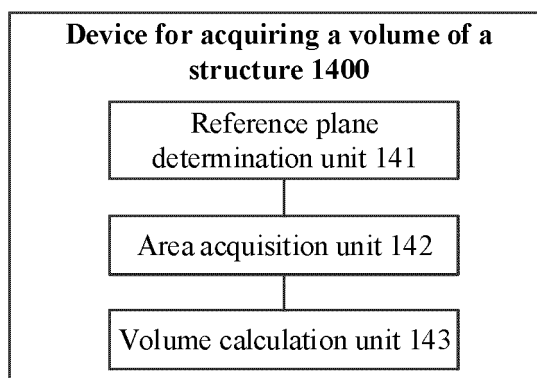 Device for acquiring a volume of a
structure 1400
Reference plane
determination unit 141
Area acquisition unit 142
Volume calculation unit 143